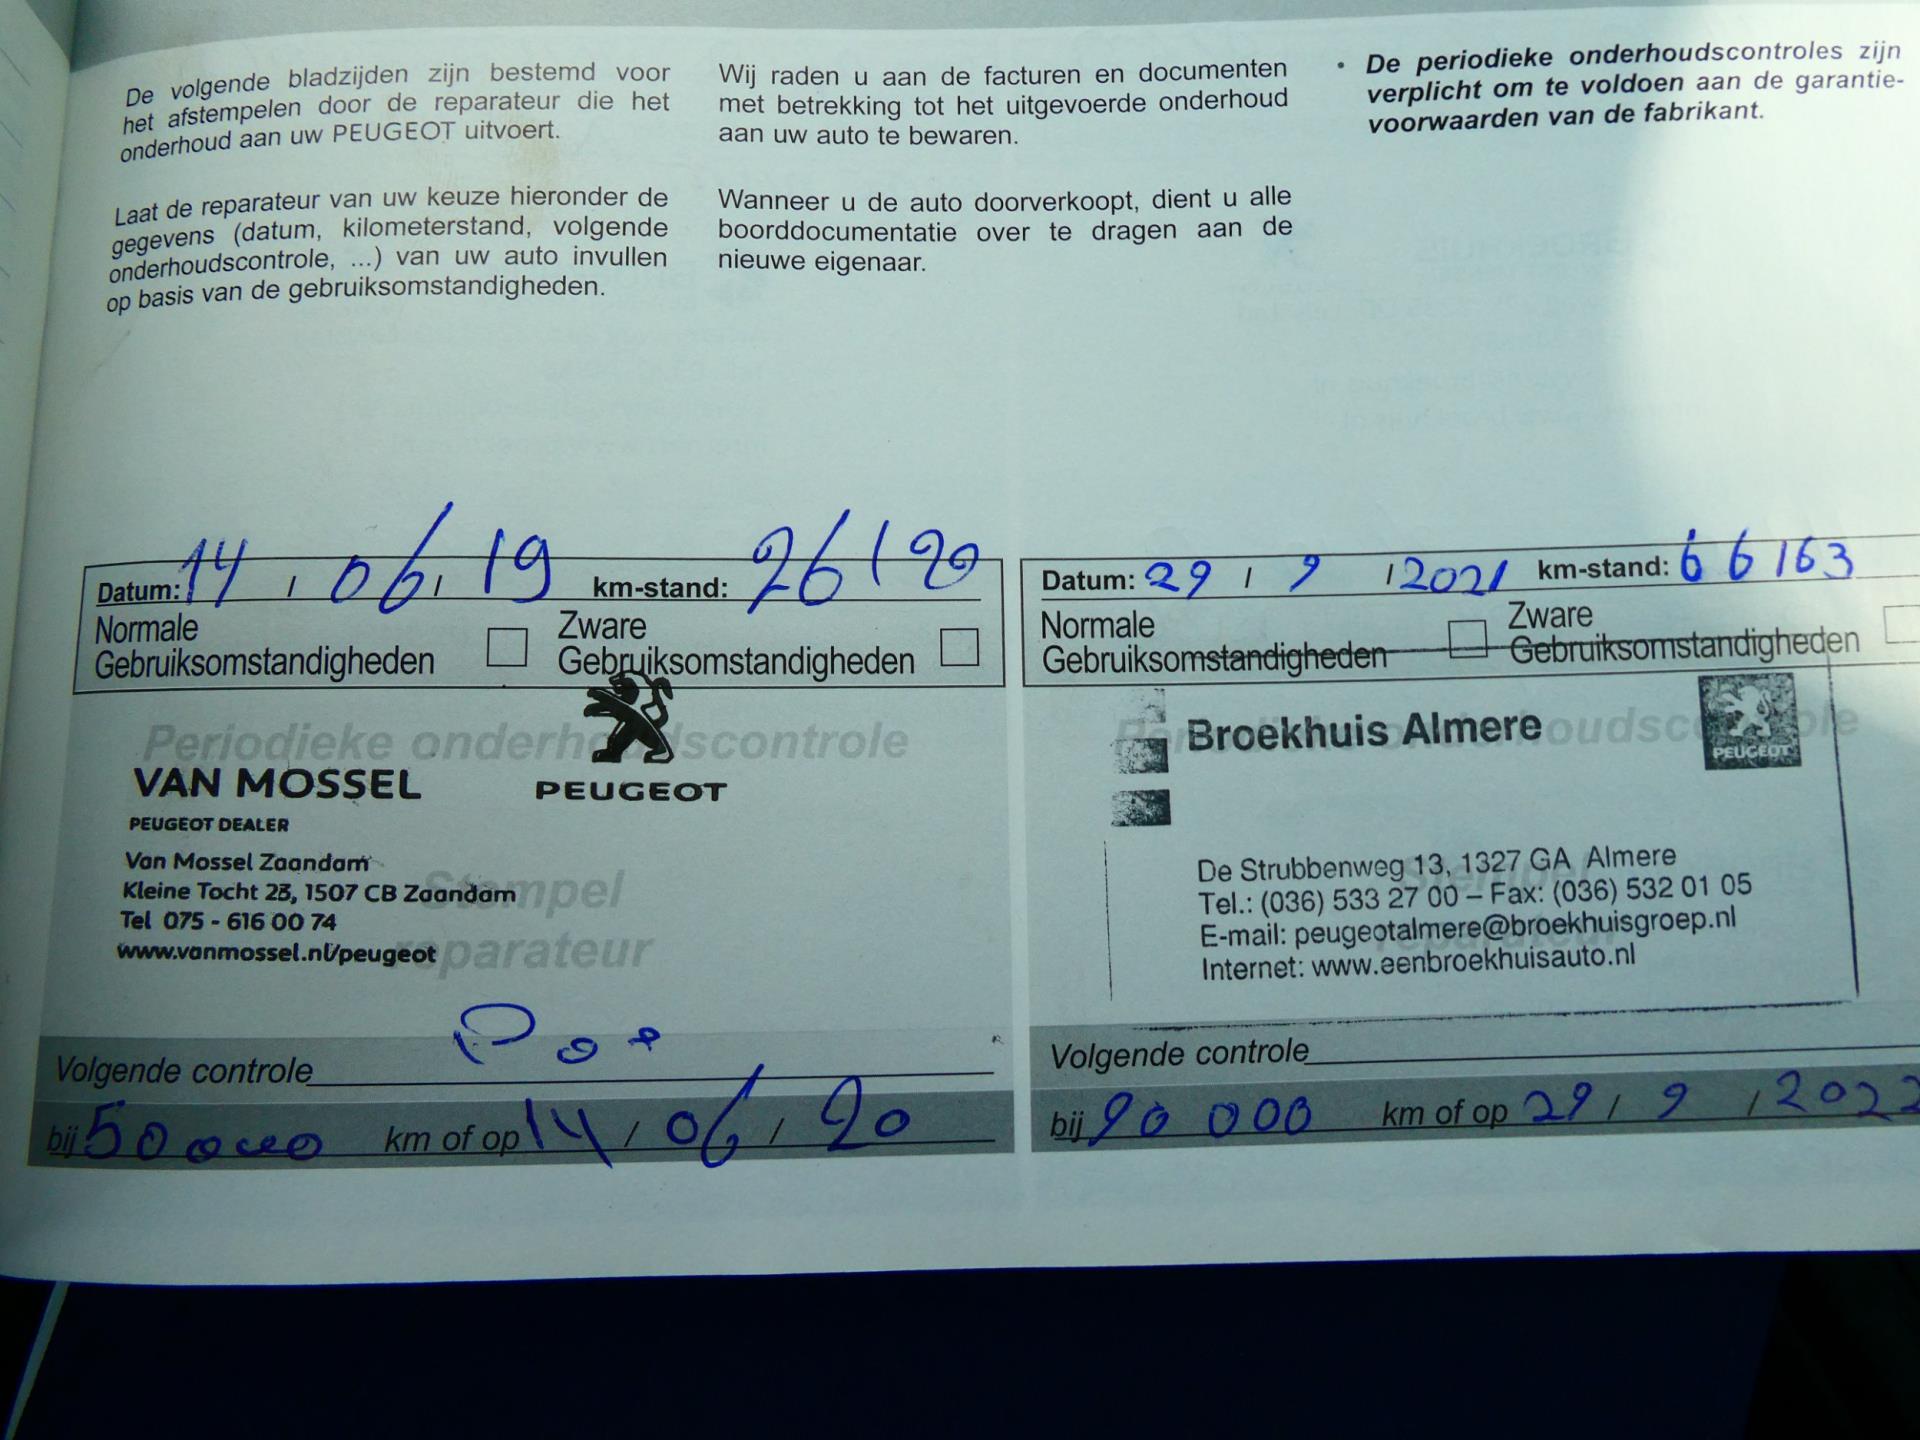 De volgende bladzijden zijn bestemd voor
het afstempelen door de reparateur die het
onderhoud aan uw PEUGEOT uitvoert.
Laat de reparateur van uw keuze hieronder de
gegevens (datum, kilometerstand, volgende
onderhoudscontrole, ...) van uw auto invullen
op basis van de gebruiksomstandigheden.
Wij raden u aan de facturen en documenten
met betrekking tot het uitgevoerde onderhoud
aan uw auto te bewaren.
Wanneer u de auto doorverkoopt, dient u alle
boorddocumentatie over te dragen aan de
nieuwe eigenaar.
• De periodieke onderhoudscontroles zijn
verplicht om te voldoen aan de garantie-
voorwaarden van de fabrikant.
Datum: 14 / 06 / 19 km-stand: 26120
Normale Zware
Gebruiksomstandigheden Gebruiksomstandigheden
Periodieke onderhoudscontrole
VAN MOSSEL PEUGEOT
PEUGEOT DEALER
Van Mossel Zaandam
Stempel
Kleine Tocht 23, 1507 CB Zaandam
Tel 075 - 616 00 74
reparateur
www.vanmossel.nl/peugeot
Volgende controle
bij 50 000 km of op 14 / 06 / 20
Datum: 29 / 9 / 2021 km-stand: 66163
Normale Zware
Gebruiksomstandigheden Gebruiksomstandigheden
Periodieke onderhoudscontrole
Broekhuis Almere PEUGEOT
De Strubbenweg 13, 1327 GA Almere
Stempel
Tel.: (036) 533 27 00 – Fax: (036) 532 01 05
E-mail: peugeotalmere@broekhuisgroep.nl
reparateur
Internet: www.eenbroekhuisauto.nl
Volgende controle
bij 90 000 km of op 29 / 9 / 2022